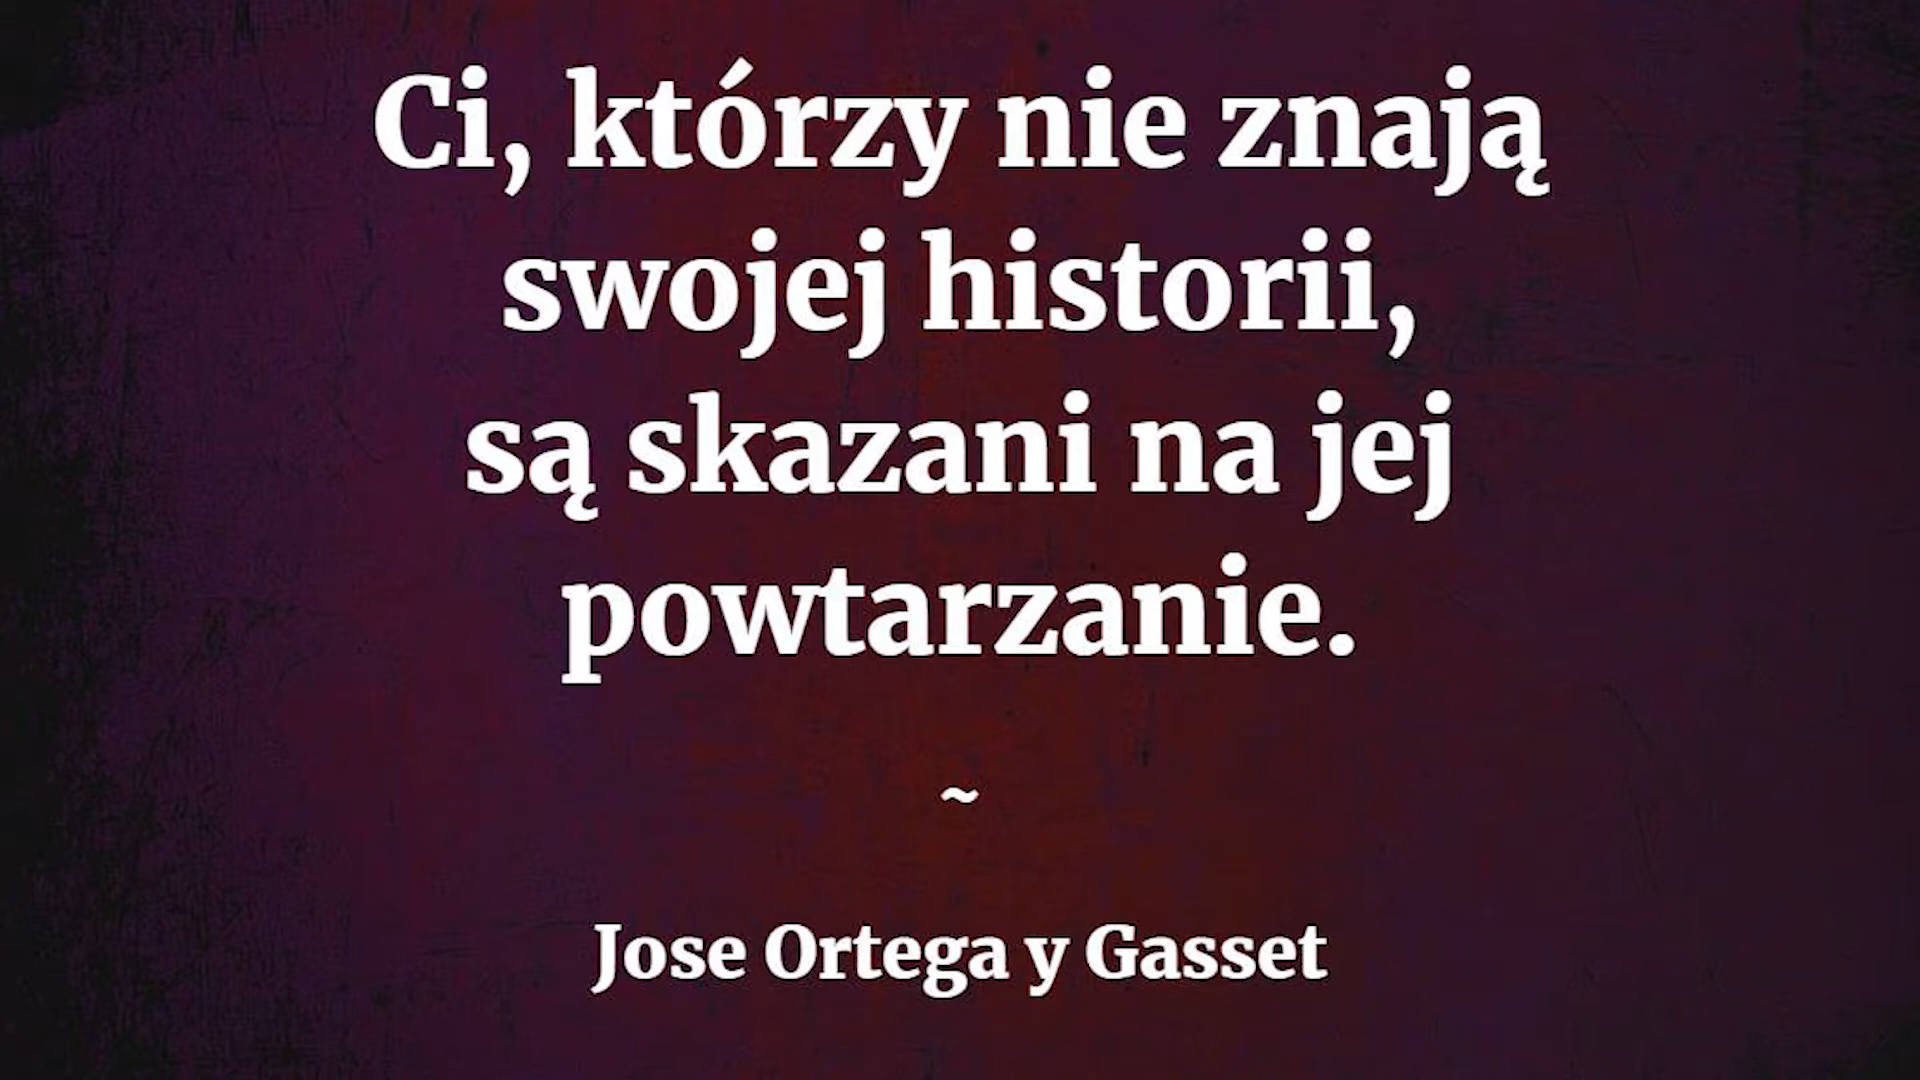 Ci, którzy nie znają
swojej historii,
są skazani na jej
powtarzanie.
~
Jose Ortega y Gasset